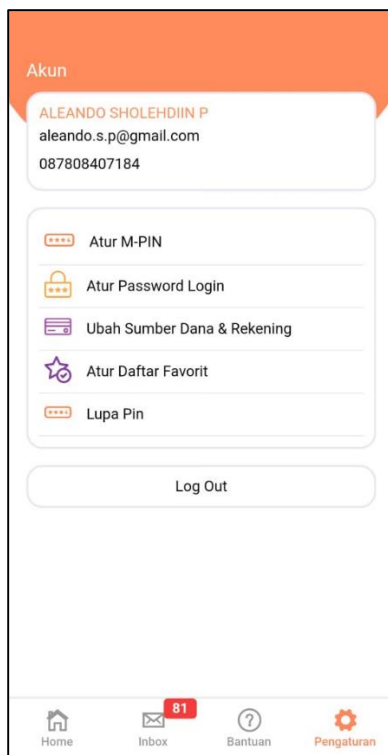 Akun
ALEANDO SHOLEHDIIN P
aleando.s.p@gmail.com
087808407184
Atur M-PIN
Atur Password Login
Ubah Sumber Dana & Rekening
Atur Daftar Favorit
Lupa Pin
Log Out
81
Home Inbox Bantuan Pengaturan